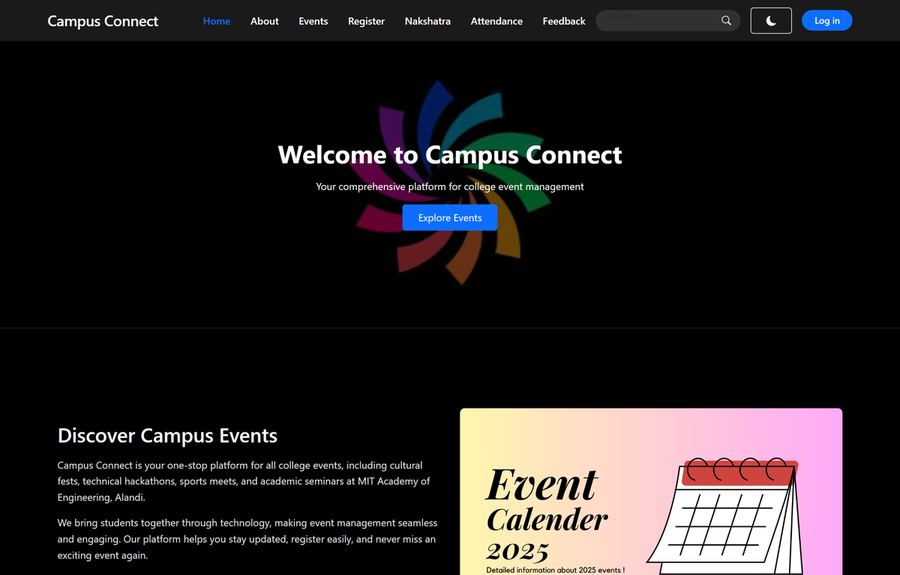 Campus Connect
Home About Events Register Nakshatra Attendance Feedback Search Log in
Welcome to Campus Connect
Your comprehensive platform for college event management
Explore Events
Discover Campus Events
Campus Connect is your one-stop platform for all college events, including cultural
fests, technical hackathons, sports meets, and academic seminars at MIT Academy of
Engineering, Alandi.
We bring students together through technology, making event management seamless
and engaging. Our platform helps you stay updated, register easily, and never miss an
exciting event again.
Event
Calender
2025
Detailed information about 2025 events !